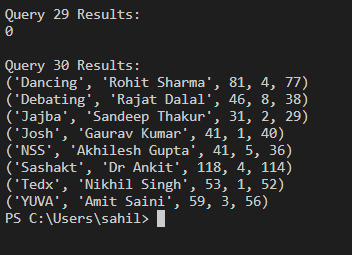 Query 29 Results:
0
Query 30 Results:
('Dancing', 'Rohit Sharma', 81, 4, 77)
('Debating', 'Rajat Dalal', 46, 8, 38)
('Jajba', 'Sandeep Thakur', 31, 2, 29)
('Josh', 'Gaurav Kumar', 41, 1, 40)
('NSS', 'Akhilesh Gupta', 41, 5, 36)
('Sashakt', 'Dr Ankit', 118, 4, 114)
('Tedx', 'Nikhil Singh', 53, 1, 52)
('YUVA', 'Amit Saini', 59, 3, 56)
PS C:\Users\sahil>